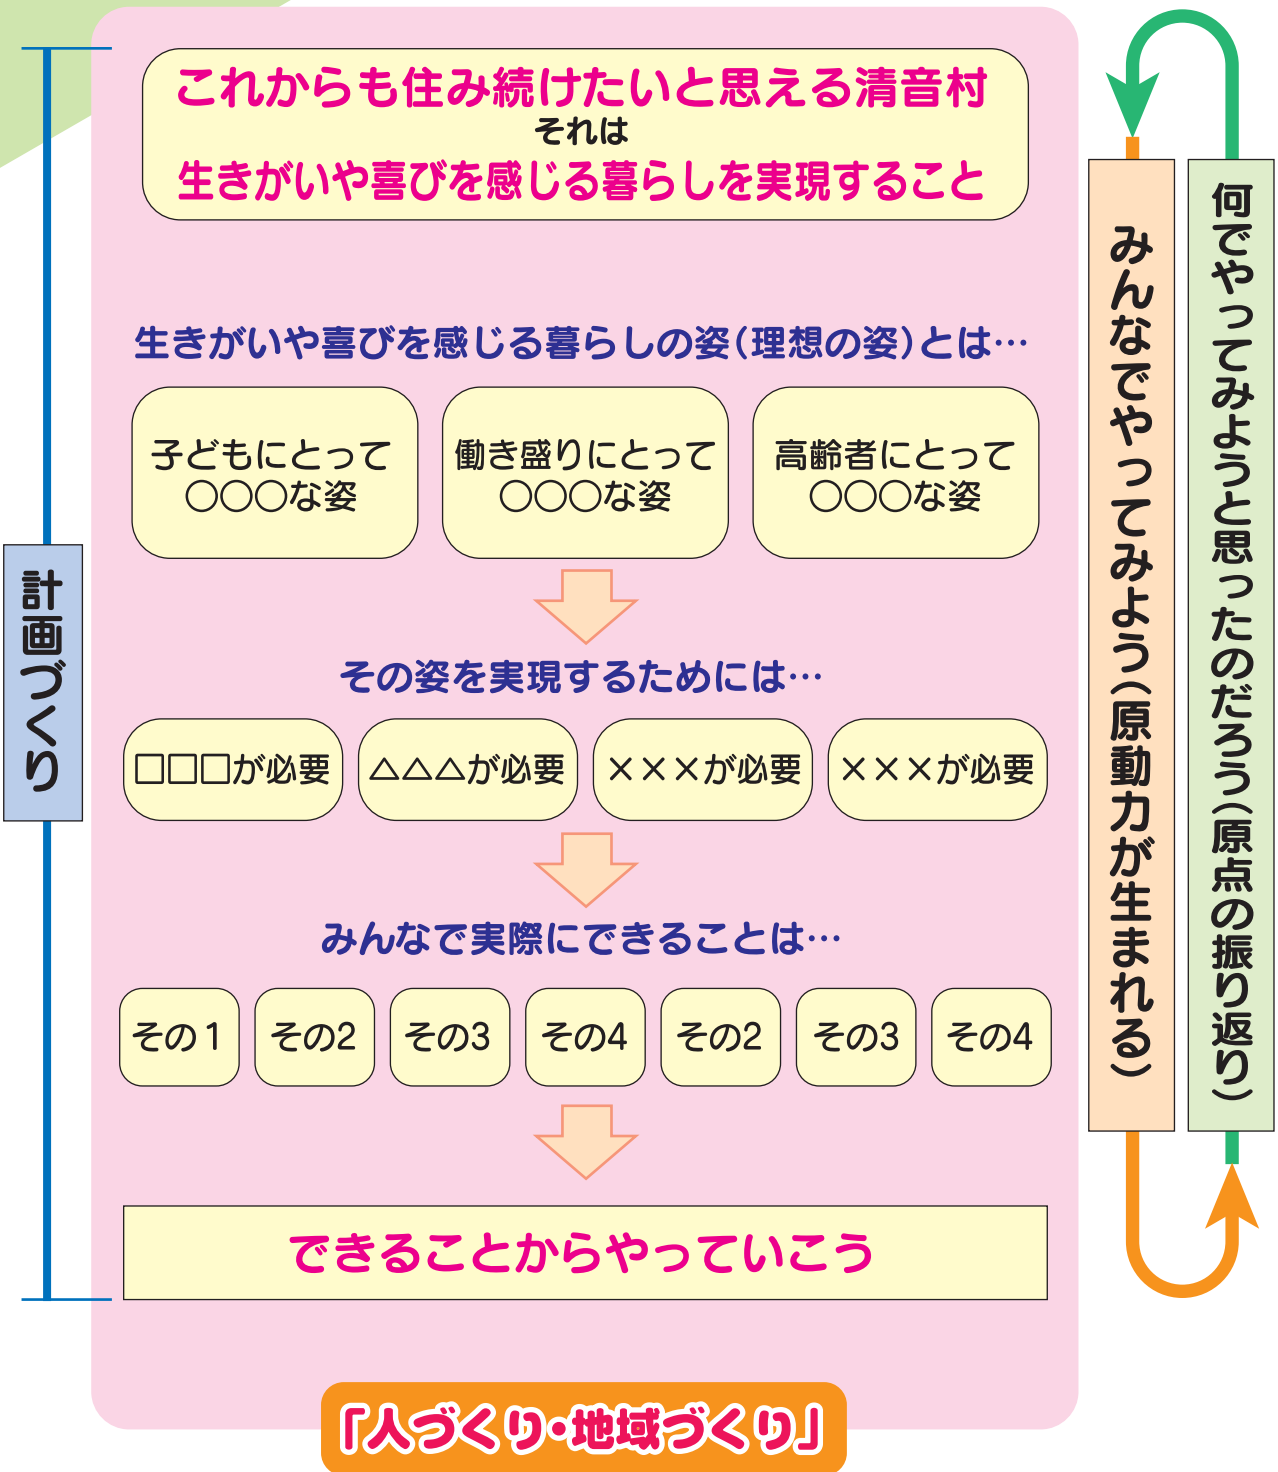 これからも住み続けたいと思える清音村
それは
生きがいや喜びを感じる暮らしを実現すること
生きがいや喜びを感じる暮らしの姿(理想の姿)とは…
子どもにとって
○○○な姿
働き盛りにとって
○○○な姿
高齢者にとって
○○○な姿
その姿を実現するためには…
□□□が必要
△△△が必要
×××が必要
×××が必要
みんなで実際にできることは…
その1
その2
その3
その4
その2
その3
その4
できることからやっていこう
「人づくり・地域づくり」
計画づくり
みんなでやってみよう(原動力が生まれる)
何でやってみようと思ったのだろう(原点の振り返り)